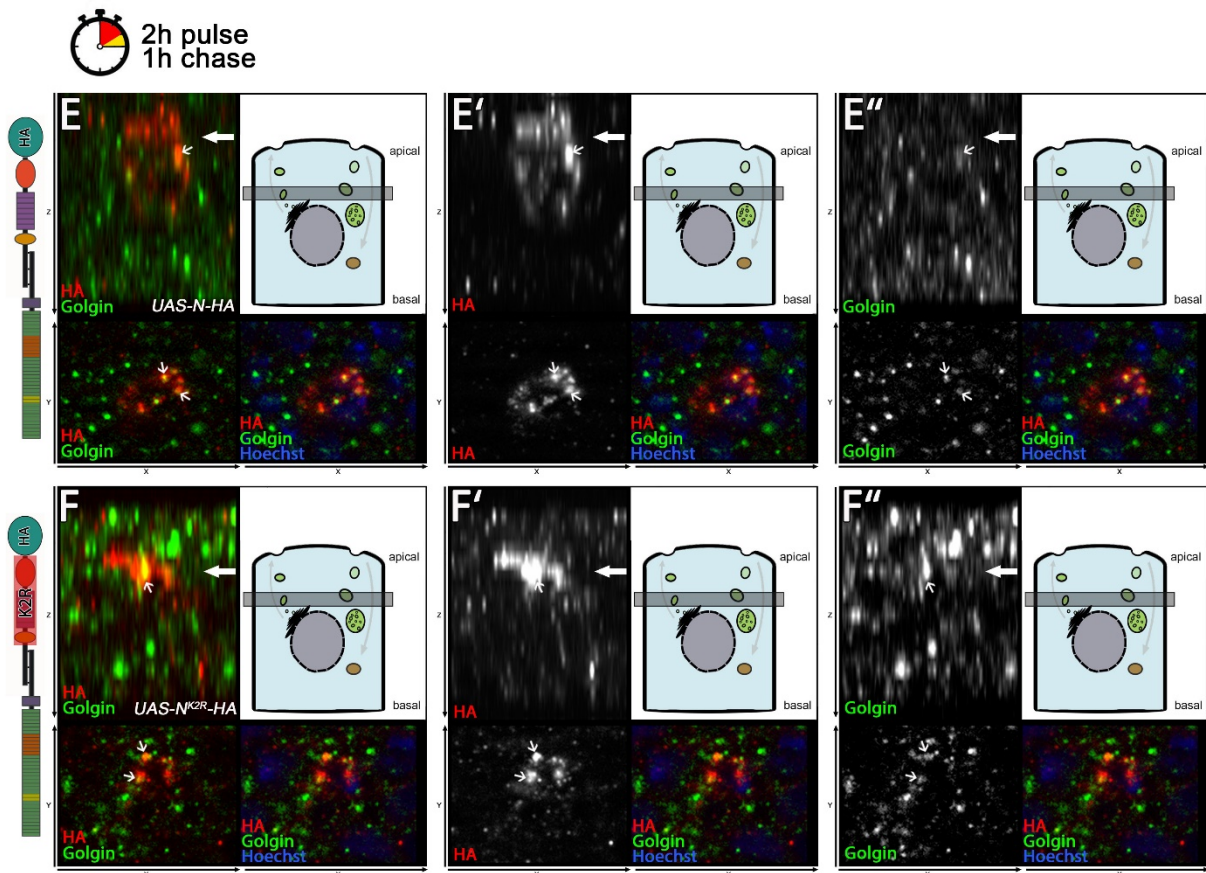 2h pulse
1h chase
E
HA
Golgin
UAS-N-HA
apical
basal
Z
E'
HA
apical
basal
Z
E''
Golgin
apical
basal
Z
HA
HA
Golgin
HA
Golgin
Hoechst
Y
X
X
HA
HA
Golgin
Hoechst
Y
X
X
Golgin
HA
Golgin
Hoechst
Y
X
X
F
HA
Golgin
UAS-N^K2R-HA
apical
basal
Z
F'
HA
apical
basal
Z
F''
Golgin
apical
basal
Z
HA
K2R
HA
Golgin
HA
Golgin
Hoechst
Y
HA
HA
Golgin
Hoechst
Y
Golgin
HA
Golgin
Hoechst
Y